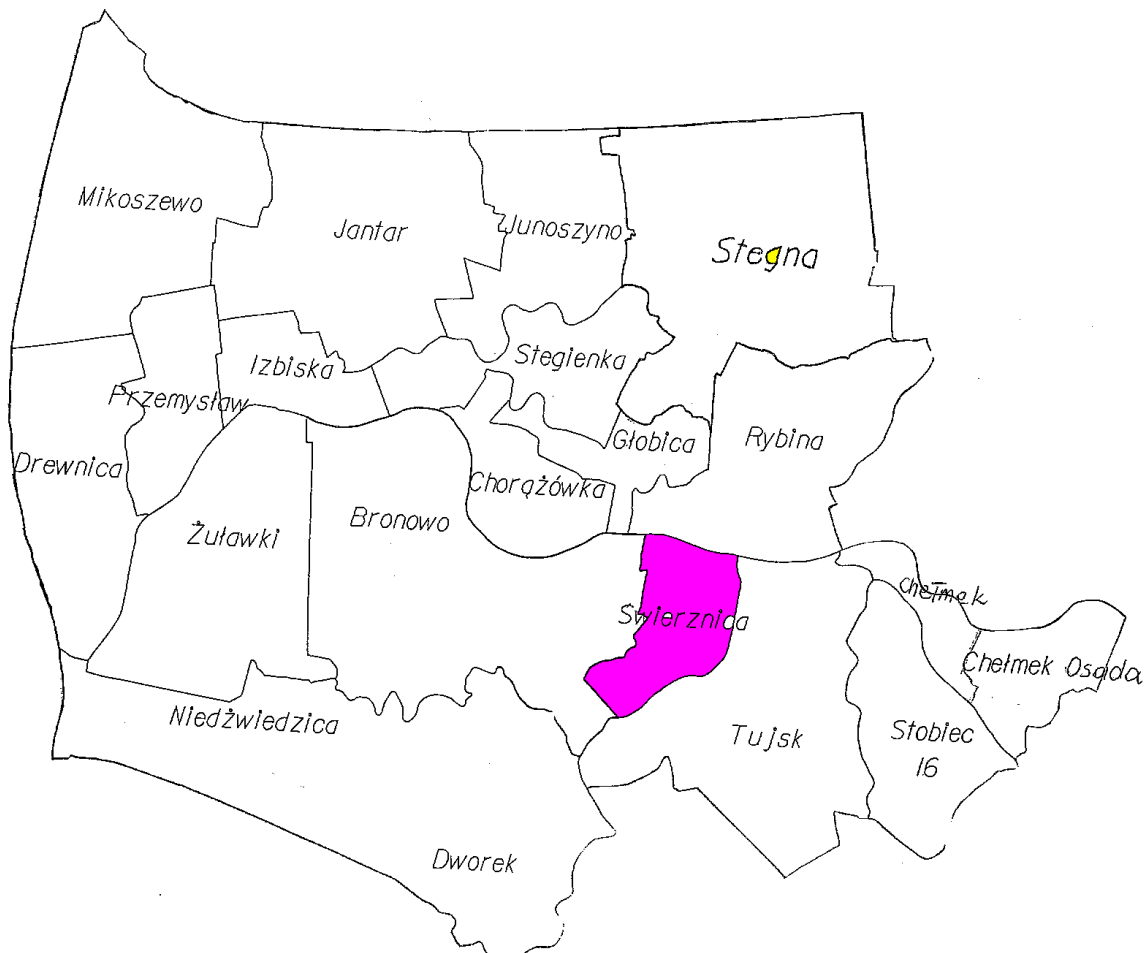 Mikoszewo
Jantar
Junoszyno
Stegna
Izbiska
Stegienka
Przemysław
Głobica
Rybina
Drewnica
Chorążówka
Żuławki
Bronowo
Chełmek
Świerznica
Chełmek Osada
Niedźwiedzica
Tujsk
Stobiec
16
Dworek